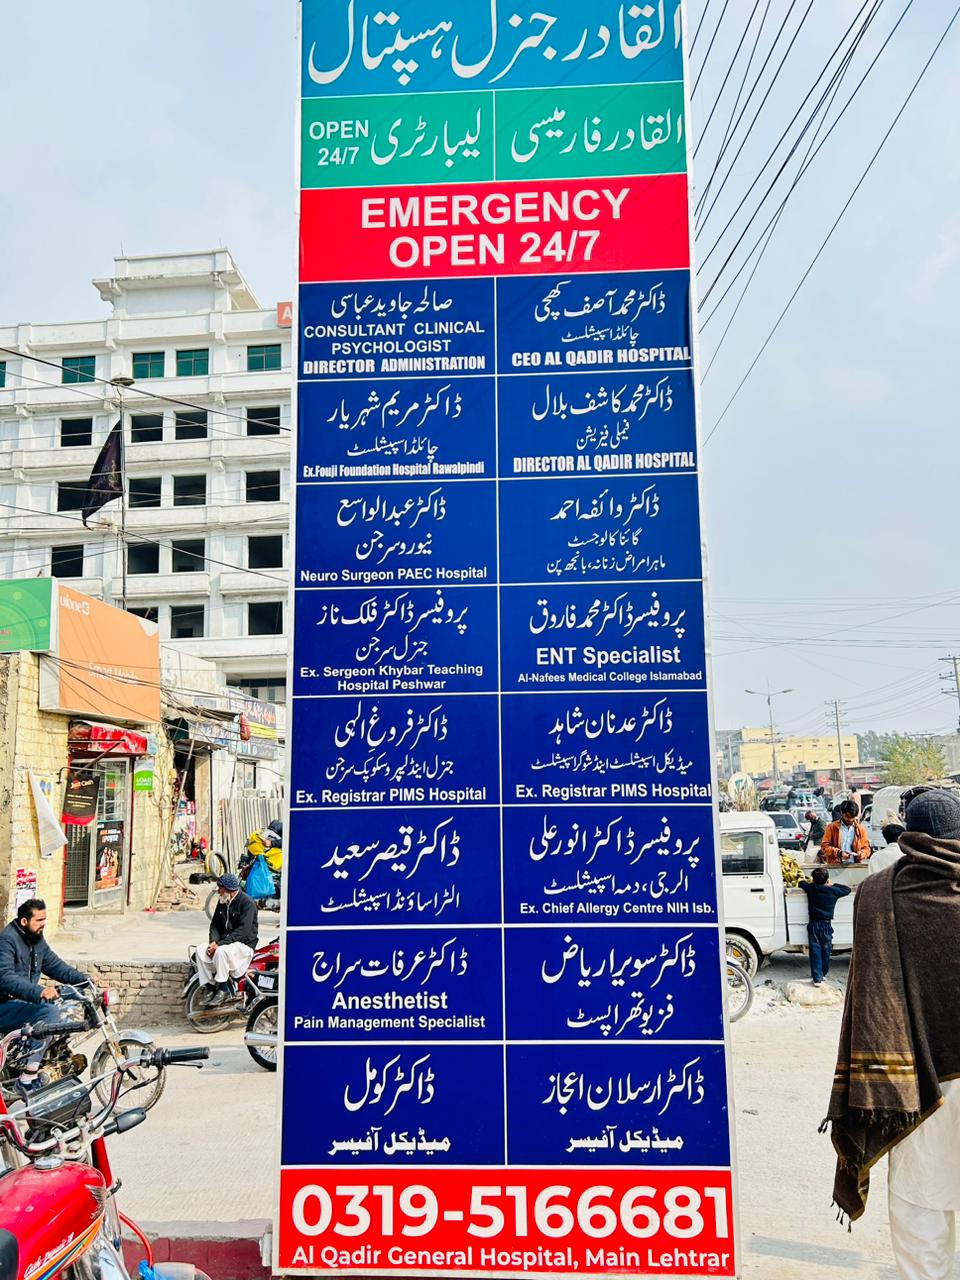 القادر جنرل ہسپتال
القادر فارمیسی
لیبارٹری
OPEN
24/7
EMERGENCY
OPEN 24/7
ڈاکٹر محمد آصف کھچی
چائلڈ اسپیشلسٹ
CEO AL QADIR HOSPITAL
صالحہ جاوید عباسی
CONSULTANT CLINICAL
PSYCHOLOGIST
DIRECTOR ADMINISTRATION
ڈاکٹر محمد کاشف بلال
فیملی فزیشن
DIRECTOR AL QADIR HOSPITAL
ڈاکٹر مریم شہریار
چائلڈ اسپیشلسٹ
Ex.Fouji Foundation Hospital Rawalpindi
ڈاکٹر وائفہ احمد
گائناکالوجسٹ
ماہر امراض زنانہ، بانجھ پن
ڈاکٹر عبدالواسع
نیورو سرجن
Neuro Surgeon PAEC Hospital
پروفیسر ڈاکٹر محمد فاروق
ENT Specialist
Al-Nafees Medical College Islamabad
پروفیسر ڈاکٹر فلک ناز
جنرل سرجن
Ex. Sergeon Khybar Teaching
Hospital Peshwar
ڈاکٹر عدنان شاہد
میڈیکل اسپیشلسٹ اینڈ شوگر اسپیشلسٹ
Ex. Registrar PIMS Hospital
ڈاکٹر فروغ الہی
جنرل اینڈ لیپروسکوپک سرجن
Ex. Registrar PIMS Hospital
پروفیسر ڈاکٹر انور علی
الرجی، دمہ اسپیشلسٹ
Ex. Chief Allergy Centre NIH Isb.
ڈاکٹر قیصر سعید
الٹراساؤنڈ اسپیشلسٹ
ڈاکٹر سویرا ریاض
فزیوتھراپسٹ
ڈاکٹر عرفات سراج
Anesthetist
Pain Management Specialist
ڈاکٹر ارسلان اعجاز
میڈیکل آفیسر
ڈاکٹر کومل
میڈیکل آفیسر
0319-5166681
Al Qadir General Hospital, Main Lehtrar
A
ufone